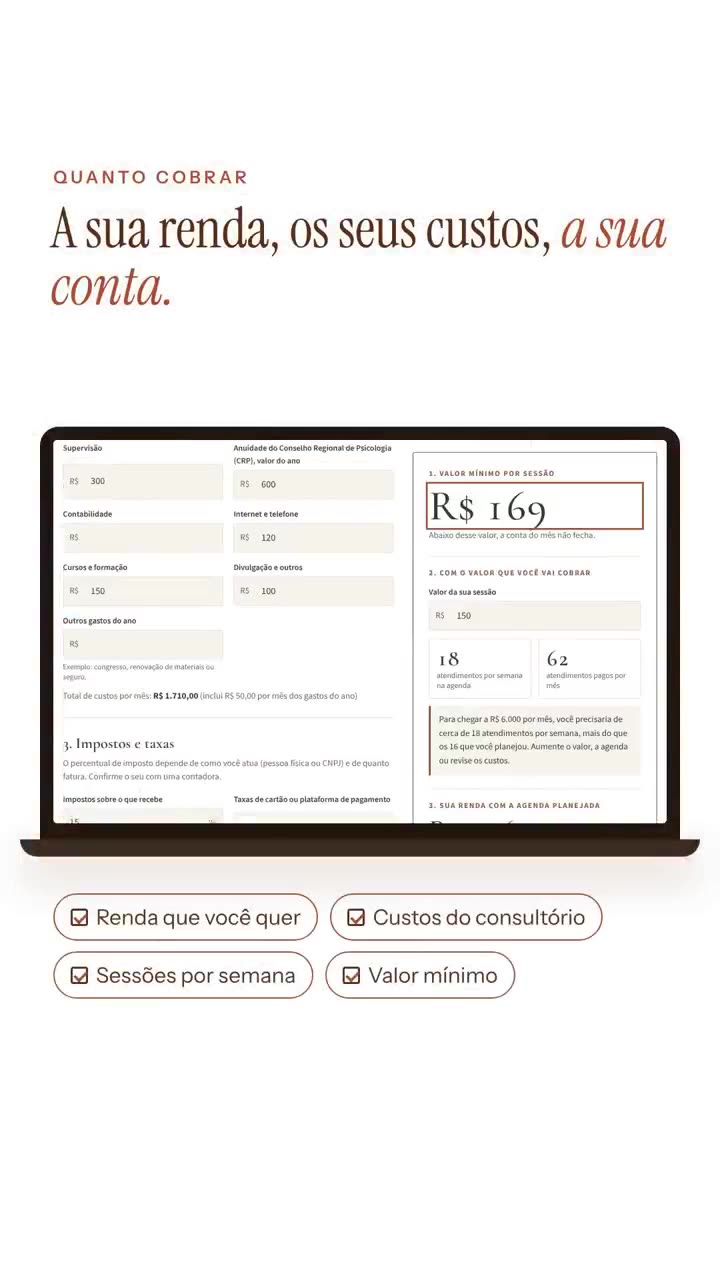 QUANTO COBRAR
A sua renda, os seus custos, a sua
conta.
Supervisão
R$ 300
Anuidade do Conselho Regional de Psicologia
(CRP), valor do ano
R$ 600
Contabilidade
R$
Internet e telefone
R$ 120
Cursos e formação
R$ 150
Divulgação e outros
R$ 100
Outros gastos do ano
R$
Exemplo: congresso, renovação de materiais ou
seguro.
Total de custos por mês: R$ 1.710,00 (inclui R$ 50,00 por mês dos gastos do ano)
3. Impostos e taxas
O percentual de imposto depende de como você atua (pessoa física ou CNPJ) e de quanto
fatura. Confirme o seu com uma contadora.
Impostos sobre o que recebe
15
Taxas de cartão ou plataforma de pagamento
1. VALOR MÍNIMO POR SESSÃO
R$ 169
Abaixo desse valor, a conta do mês não fecha.
2. COM O VALOR QUE VOCÊ VAI COBRAR
Valor da sua sessão
R$ 150
18
atendimentos por semana
na agenda
62
atendimentos pagos por
mês
Para chegar a R$ 6.000 por mês, você precisaria de
cerca de 18 atendimentos por semana, mais do que
os 16 que você planejou. Aumente o valor, a agenda
ou revise os custos.
3. SUA RENDA COM A AGENDA PLANEJADA
Renda que você quer
Custos do consultório
Sessões por semana
Valor mínimo